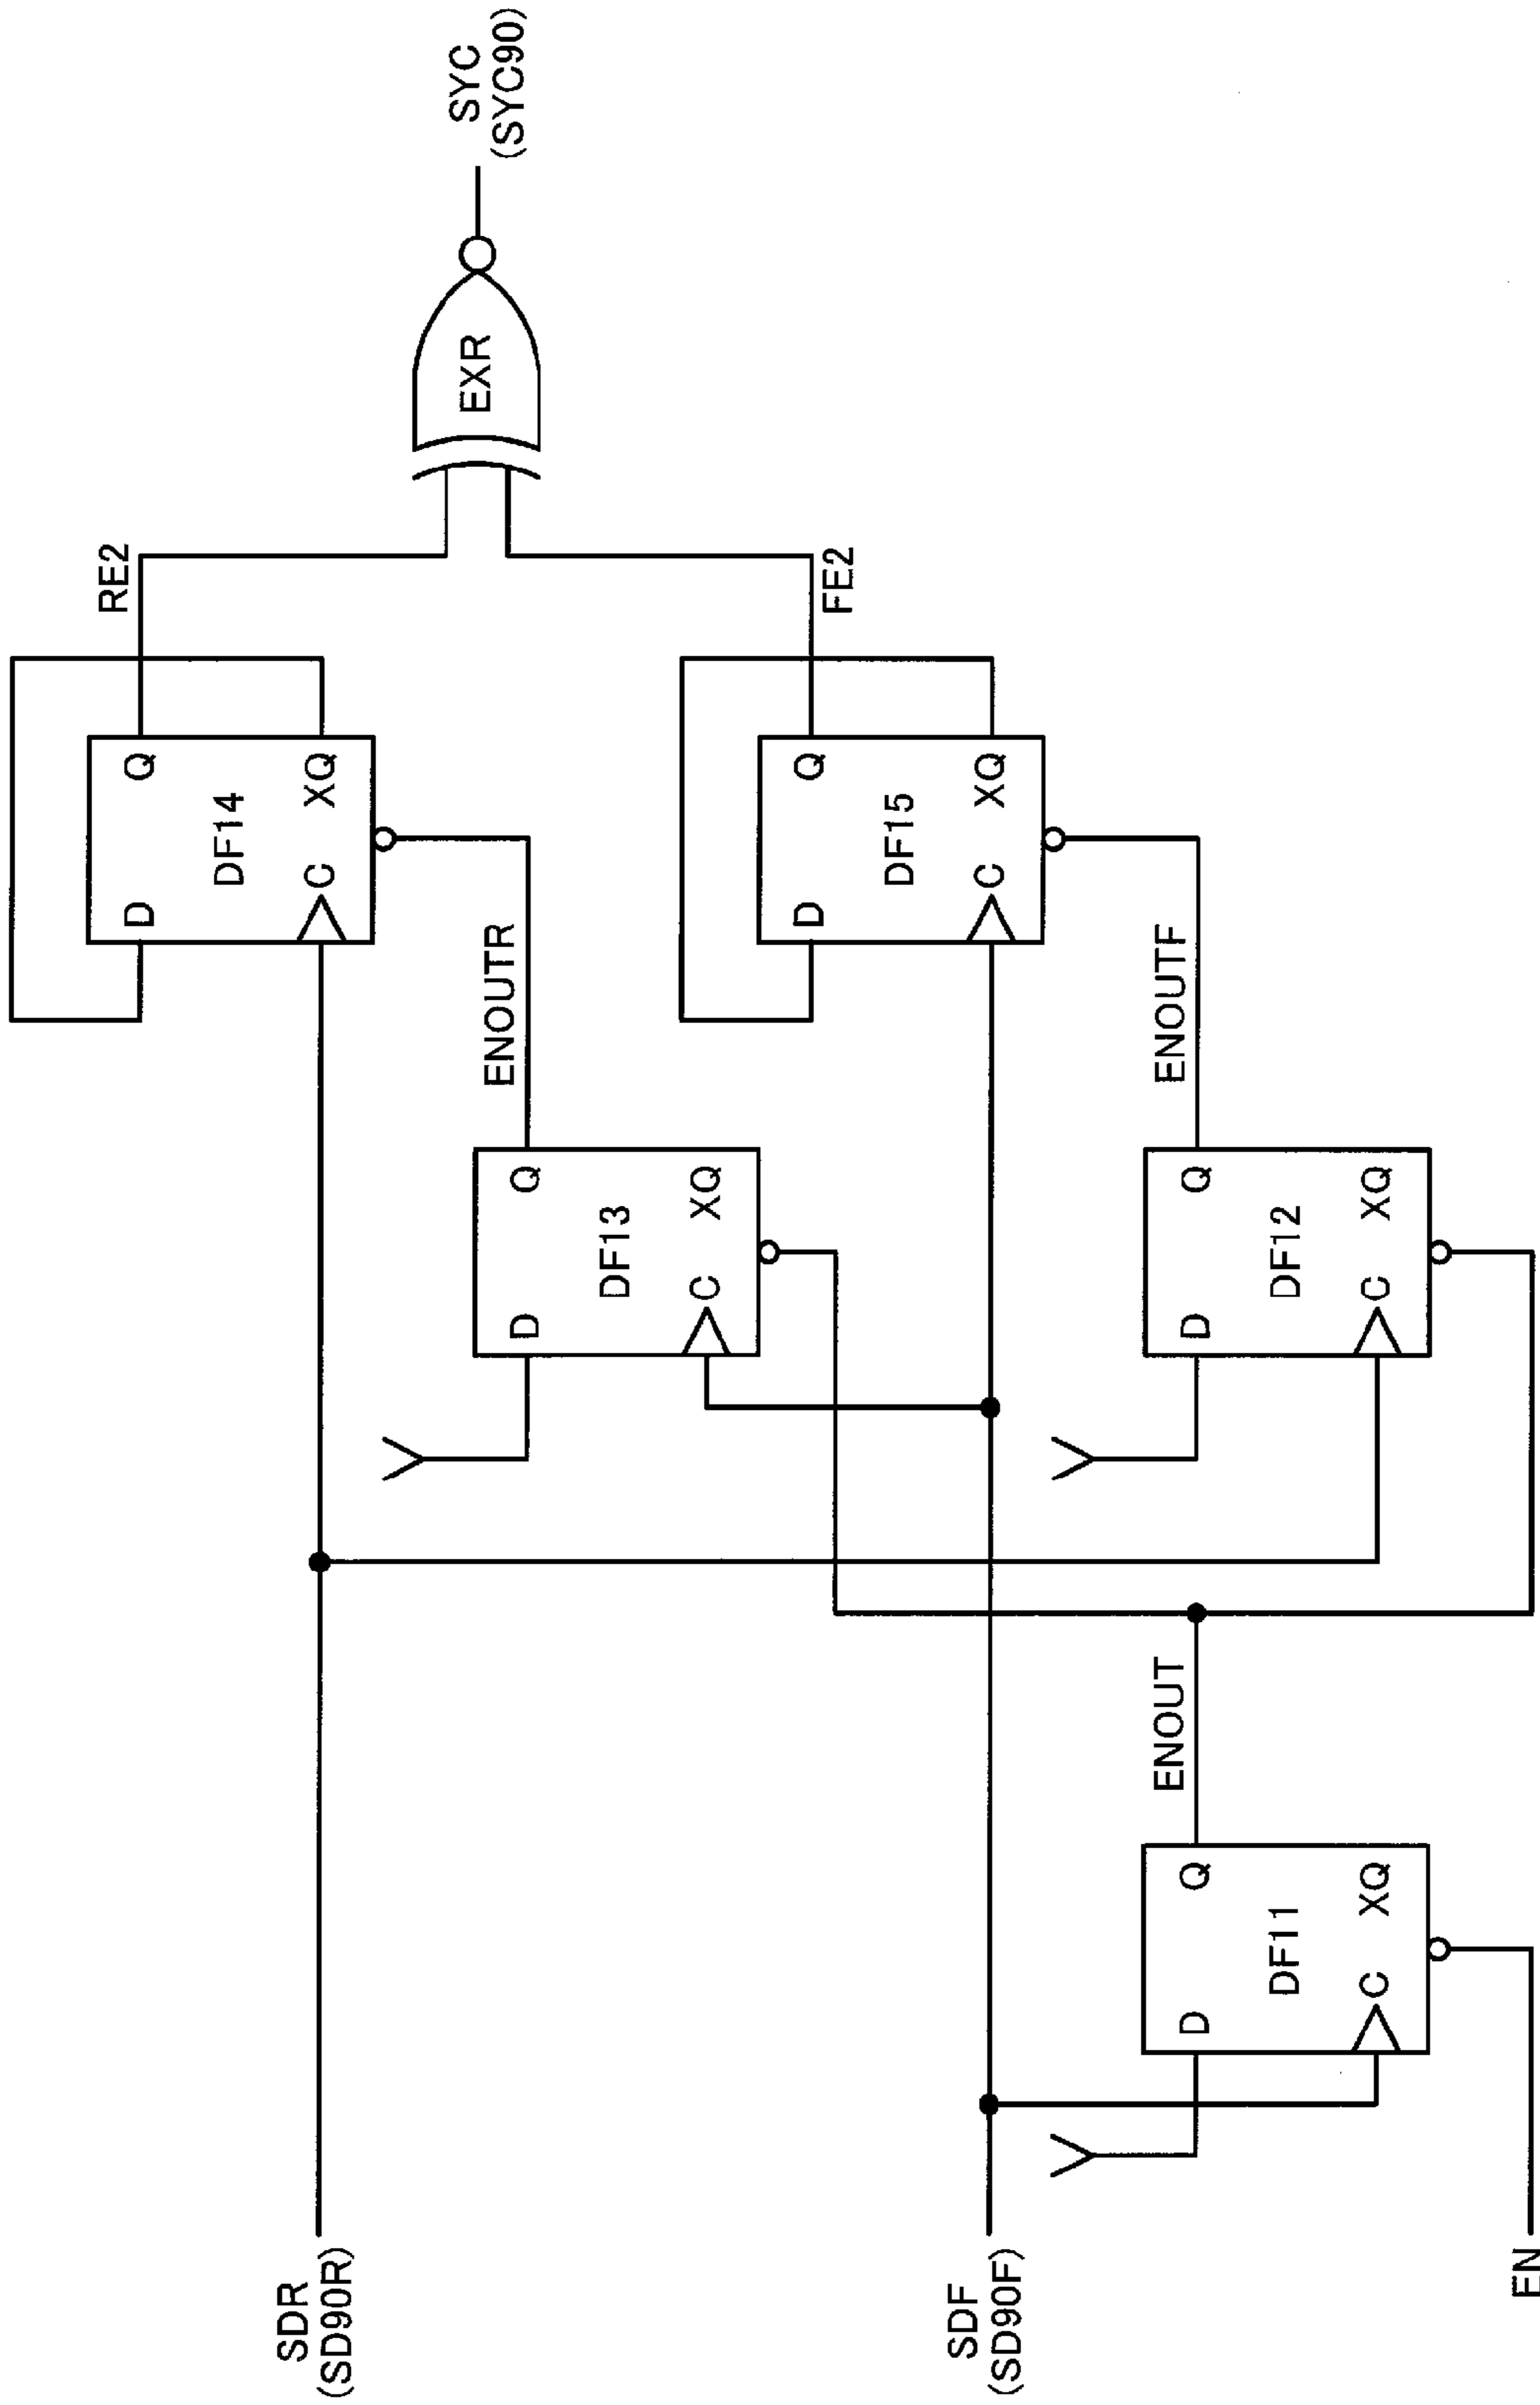 SDR
(SD90R)
SDF
(SD90F)
EN
D
Q
DF11
C
XQ
ENOUT
D
Q
DF13
C
XQ
D
Q
DF12
C
XQ
ENOUTR
ENOUTF
D
Q
DF14
C
XQ
D
Q
DF15
C
XQ
RE2
FE2
EXR
SYC
(SYC90)